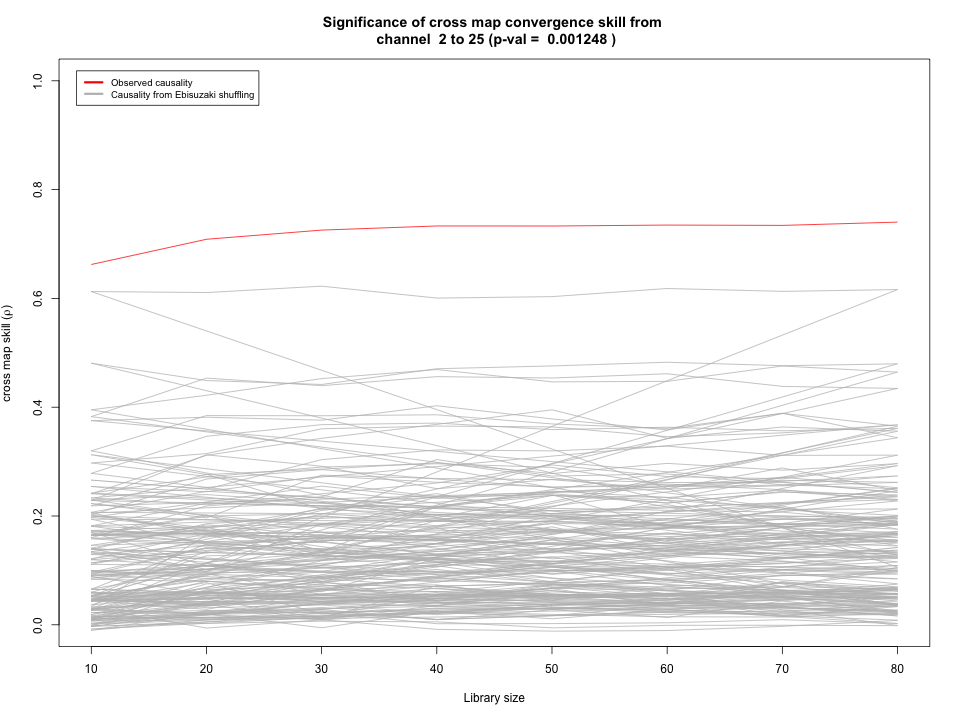 Significance of cross map convergence skill from
channel  2 to 25 (p-val =  0.001248 )
Observed causality
Causality from Ebisuzaki shuffling
cross map skill (ρ)
1.0
0.8
0.6
0.4
0.2
0.0
10 20 30 40 50 60 70 80
Library size